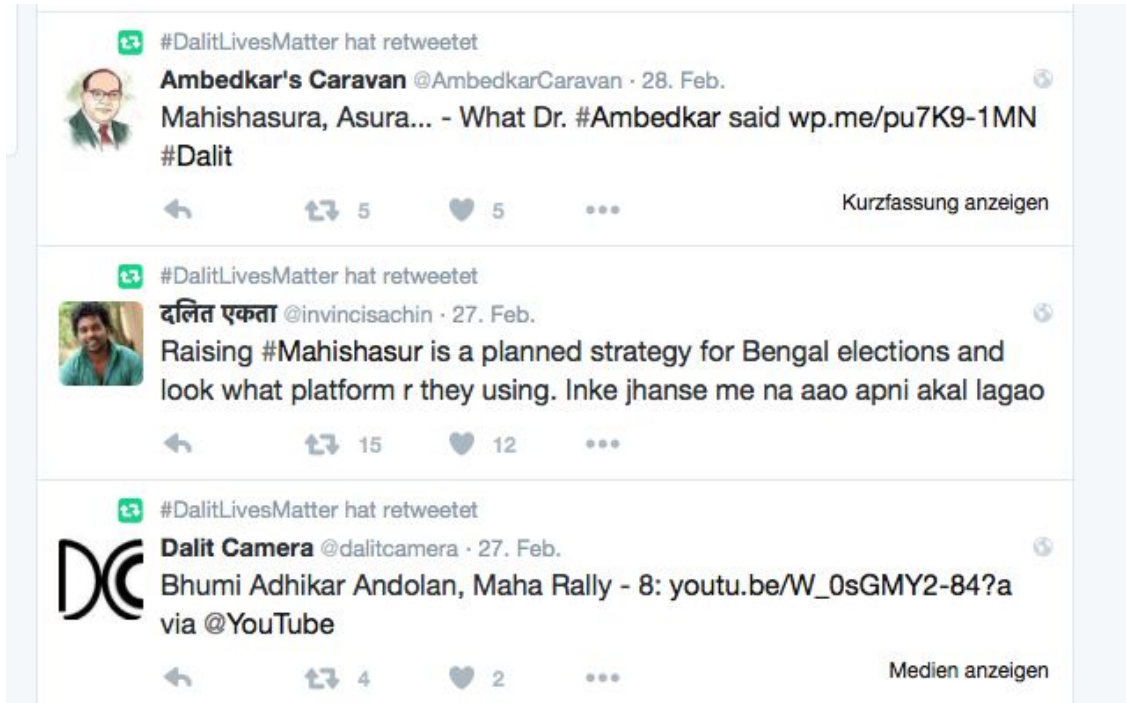 #DalitLivesMatter hat retweetet
Ambedkar's Caravan @AmbedkarCaravan · 28. Feb.
Mahishasura, Asura... - What Dr. #Ambedkar said wp.me/pu7K9-1MN
#Dalit
5 5 Kurzfassung anzeigen
#DalitLivesMatter hat retweetet
दलित एकता @invincisachin · 27. Feb.
Raising #Mahishasur is a planned strategy for Bengal elections and
look what platform r they using. Inke jhanse me na aao apni akal lagao
15 12
#DalitLivesMatter hat retweetet
DC
Dalit Camera @dalitcamera · 27. Feb.
Bhumi Adhikar Andolan, Maha Rally - 8: youtu.be/W_0sGMY2-84?a
via @YouTube
4 2 Medien anzeigen